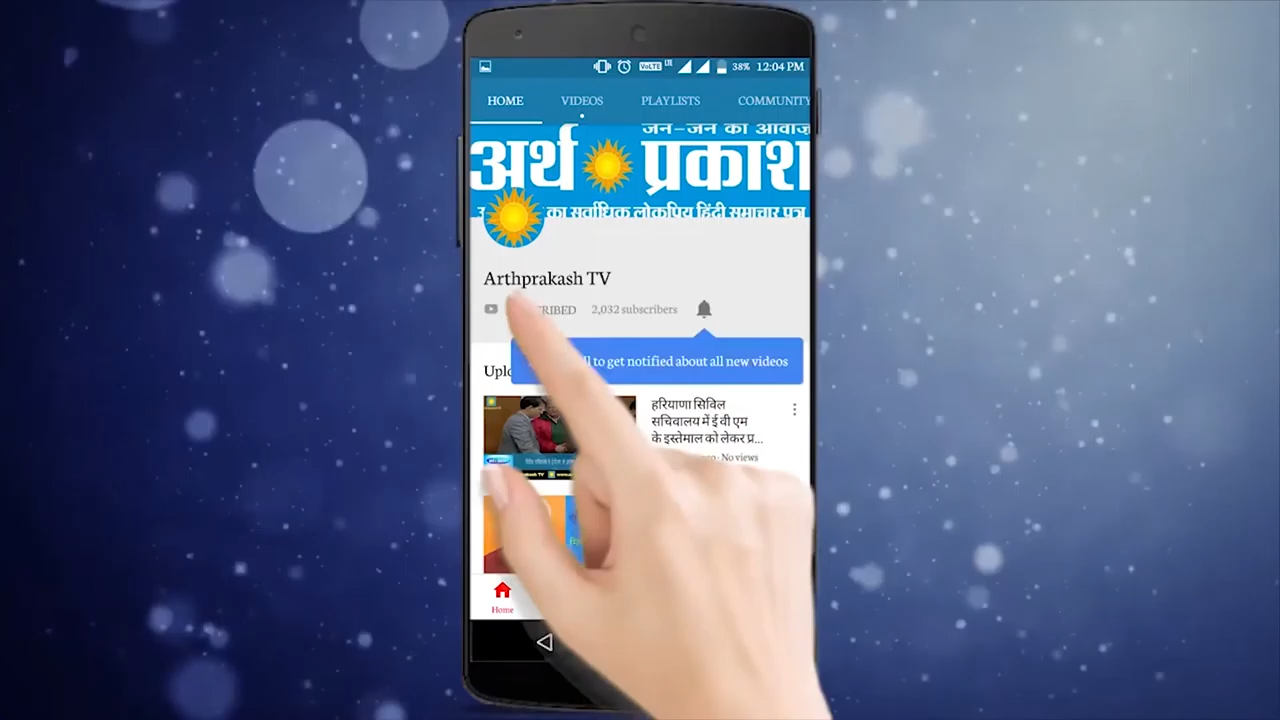 VoLTE LTE 38% 12:04 PM
HOME VIDEOS PLAYLISTS COMMUNITY
जन-जन की आवाज़
अर्थ प्रकाश
का सर्वाधिक लोकप्रिय हिंदी समाचार पत्र
Arthprakash TV
2,032 subscribers
to get notified about all new videos
हरियाणा सिविल
सचिवालय में ई वी एम
के इस्तेमाल को लेकर प्र...
No views
Home